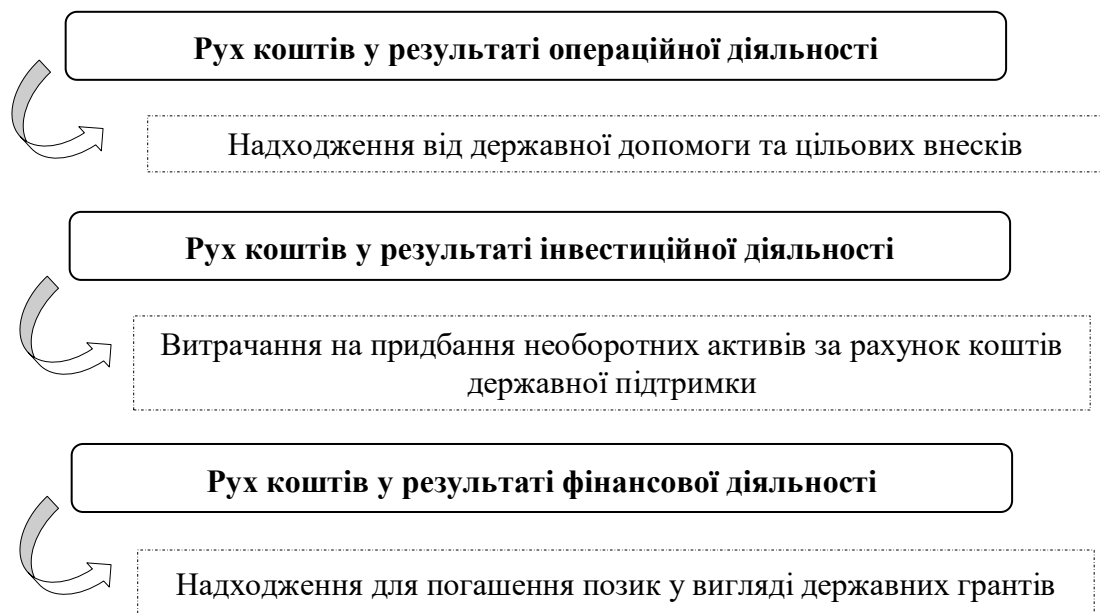 Рух коштів у результаті операційної діяльності
Надходження від державної допомоги та цільових внесків
Рух коштів у результаті інвестиційної діяльності
Витрачання на придбання необоротних активів за рахунок коштів
державної підтримки
Рух коштів у результаті фінансової діяльності
Надходження для погашення позик у вигляді державних грантів